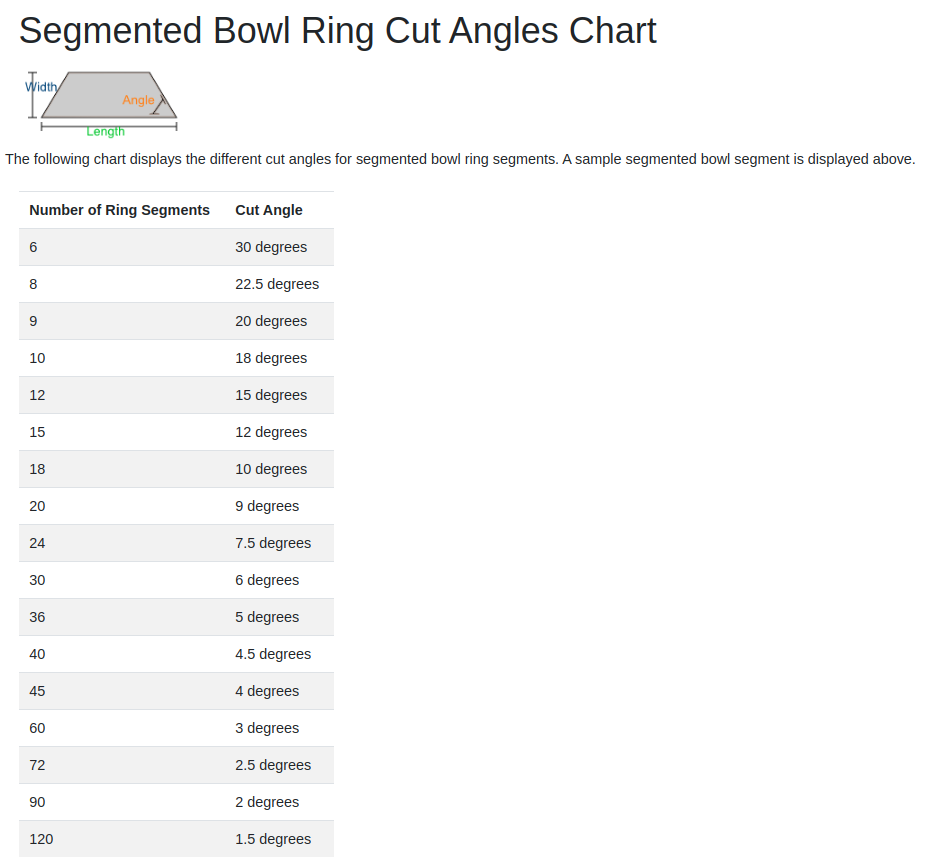 Segmented Bowl Ring Cut Angles Chart
Width
Angle
Length
The following chart displays the different cut angles for segmented bowl ring segments. A sample segmented bowl segment is displayed above.
Number of Ring Segments Cut Angle
6 30 degrees
8 22.5 degrees
9 20 degrees
10 18 degrees
12 15 degrees
15 12 degrees
18 10 degrees
20 9 degrees
24 7.5 degrees
30 6 degrees
36 5 degrees
40 4.5 degrees
45 4 degrees
60 3 degrees
72 2.5 degrees
90 2 degrees
120 1.5 degrees